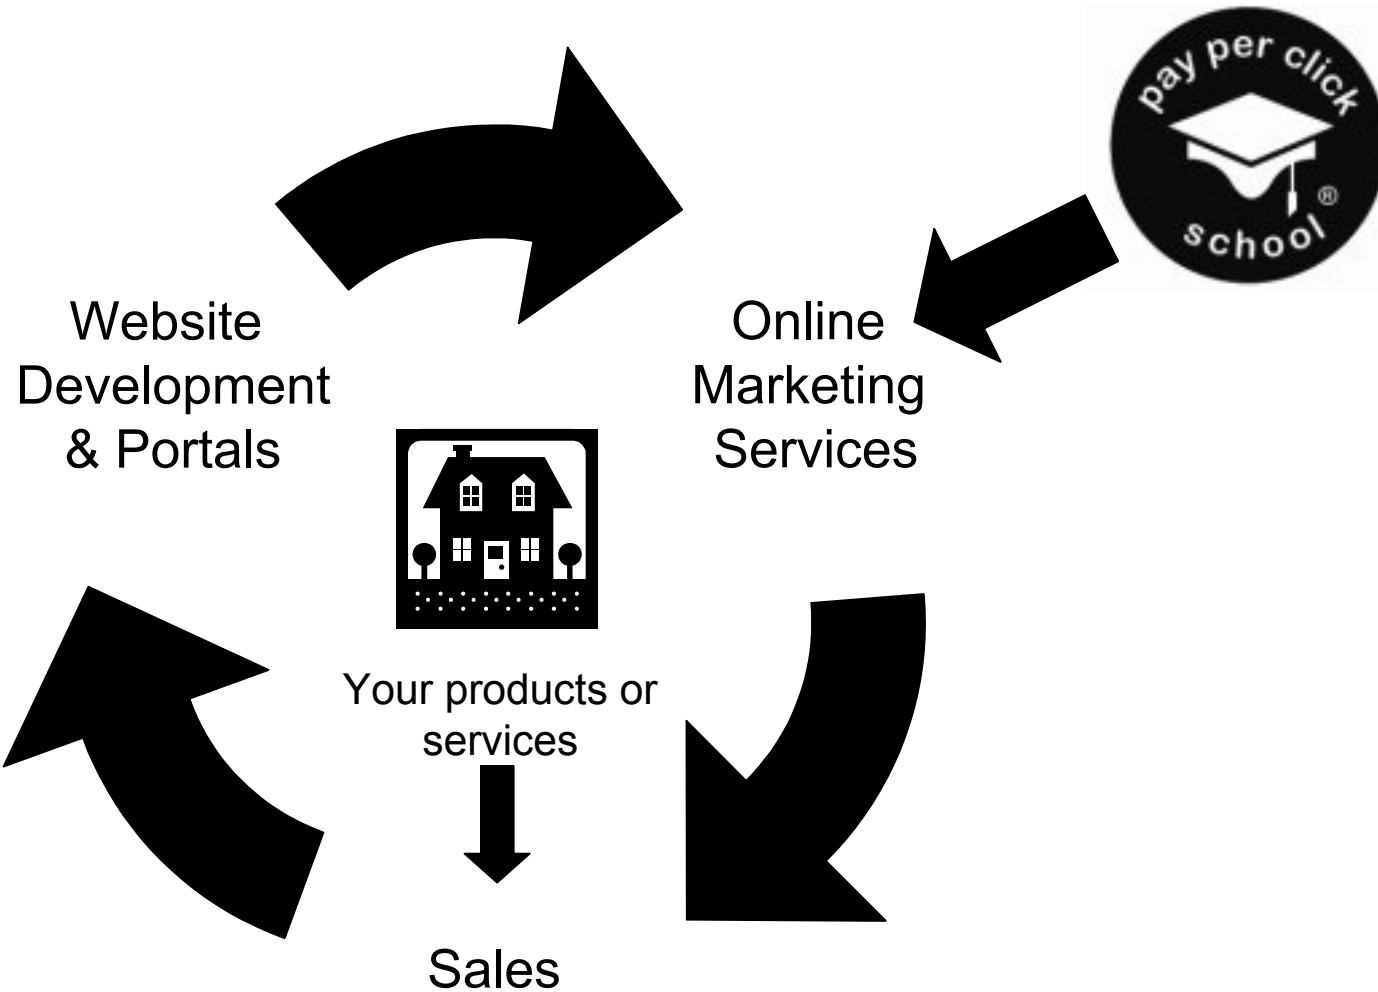 pay per click
school®
Website
Development
& Portals
Online
Marketing
Services
Your products or
services
Sales